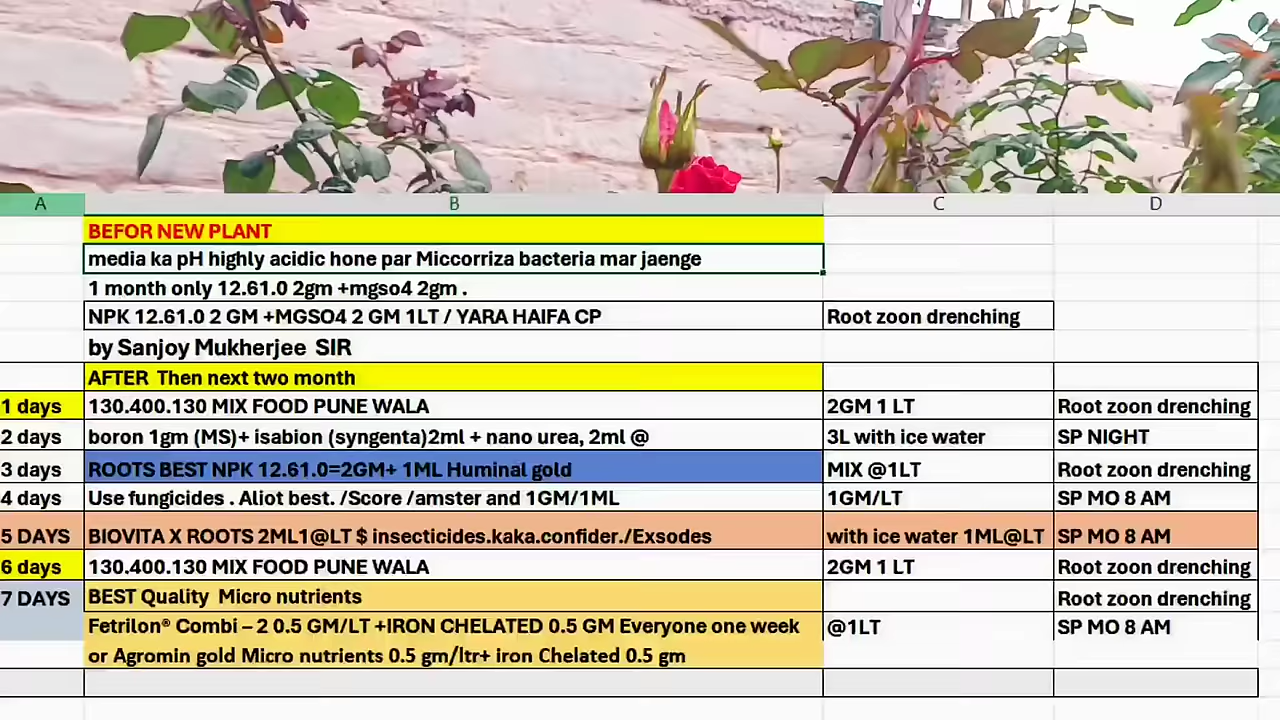 A B C D
BEFOR NEW PLANT
media ka pH highly acidic hone par Miccorriza bacteria mar jaenge
1 month only 12.61.0 2gm +mgso4 2gm .
NPK 12.61.0 2 GM +MGSO4 2 GM 1LT / YARA HAIFA CP Root zoon drenching
by Sanjoy Mukherjee SIR
AFTER Then next two month
1 days 130.400.130 MIX FOOD PUNE WALA 2GM 1 LT Root zoon drenching
2 days boron 1gm (MS)+ isabion (syngenta)2ml + nano urea, 2ml @ 3L with ice water SP NIGHT
3 days ROOTS BEST NPK 12.61.0=2GM+ 1ML Huminal gold MIX @1LT Root zoon drenching
4 days Use fungicides . Aliot best. /Score /amster and 1GM/1ML 1GM/LT SP MO 8 AM
5 DAYS BIOVITA X ROOTS 2ML1@LT $ insecticides.kaka.confider./Exsodes with ice water 1ML@LT SP MO 8 AM
6 days 130.400.130 MIX FOOD PUNE WALA 2GM 1 LT Root zoon drenching
7 DAYS BEST Quality Micro nutrients Root zoon drenching
Fetrilon® Combi – 2 0.5 GM/LT +IRON CHELATED 0.5 GM Everyone one week @1LT SP MO 8 AM
or Agromin gold Micro nutrients 0.5 gm/ltr+ iron Chelated 0.5 gm